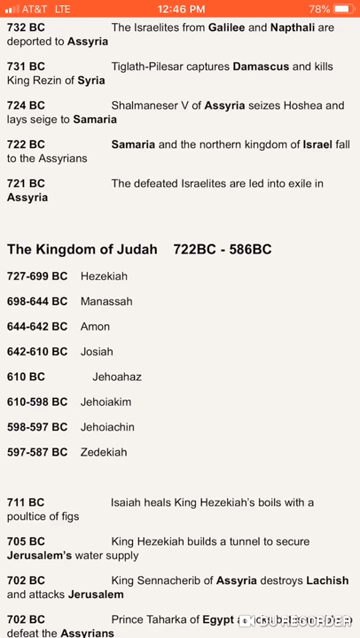 AT&T LTE 12:46 PM 78%
732 BC The Israelites from Galilee and Napthali are
deported to Assyria
731 BC Tiglath-Pilesar captures Damascus and kills
King Rezin of Syria
724 BC Shalmaneser V of Assyria seizes Hoshea and
lays seige to Samaria
722 BC Samaria and the northern kingdom of Israel fall
to the Assyrians
721 BC The defeated Israelites are led into exile in
Assyria
The Kingdom of Judah 722BC - 586BC
727-699 BC Hezekiah
698-644 BC Manassah
644-642 BC Amon
642-610 BC Josiah
610 BC Jehoahaz
610-598 BC Jehoiakim
598-597 BC Jehoiachin
597-587 BC Zedekiah
711 BC Isaiah heals King Hezekiah's boils with a
poultice of figs
705 BC King Hezekiah builds a tunnel to secure
Jerusalem's water supply
702 BC King Sennacherib of Assyria destroys Lachish
and attacks Jerusalem
702 BC Prince Taharka of Egypt
DU RECORDER
defeat the Assyrians